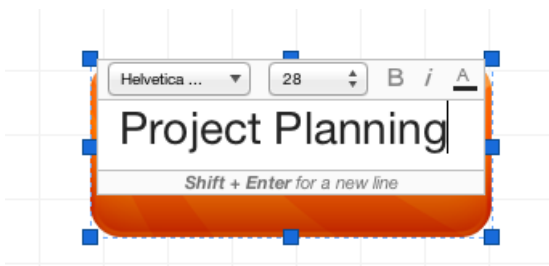 Helvetica ... 28 B i A
Project Planning
Shift + Enter for a new line